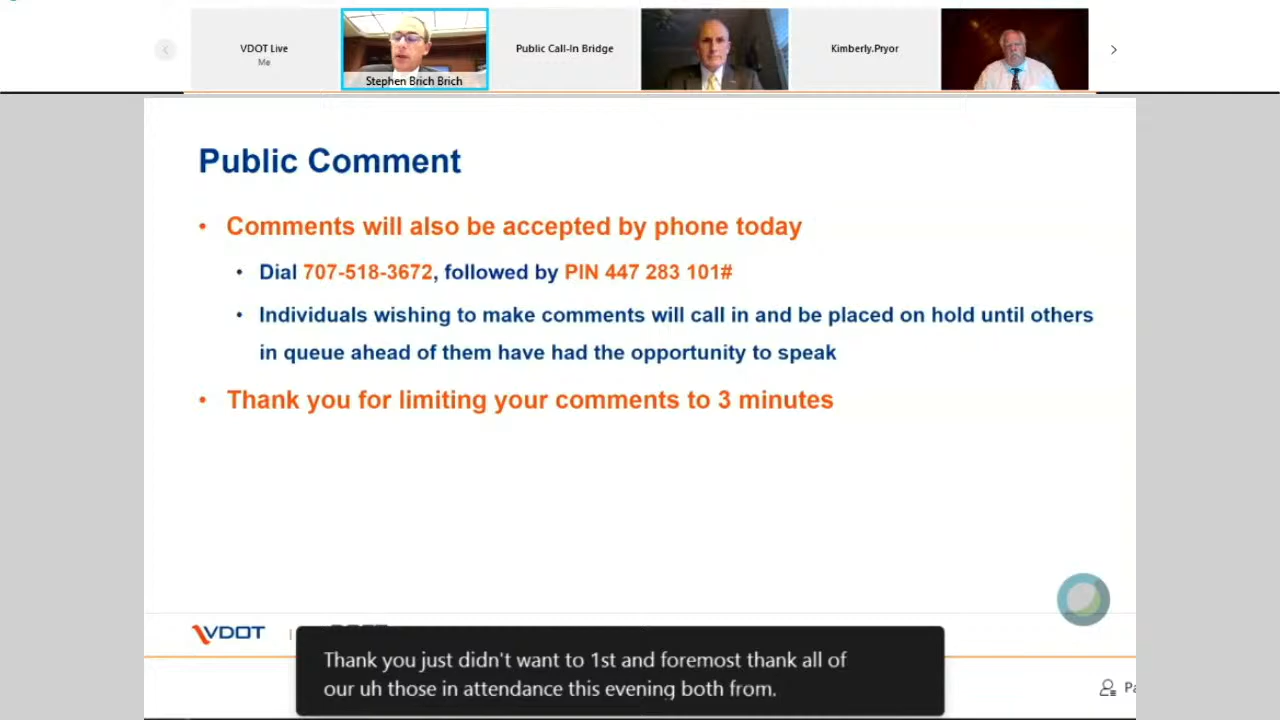 VDOT Live
Me
Stephen Brich Brich
Public Call-In Bridge
Kimberly.Pryor
Public Comment
• Comments will also be accepted by phone today
• Dial 707-518-3672, followed by PIN 447 283 101#
• Individuals wishing to make comments will call in and be placed on hold until others
in queue ahead of them have had the opportunity to speak
• Thank you for limiting your comments to 3 minutes
VDOT
Thank you just didn't want to 1st and foremost thank all of
our uh those in attendance this evening both from.
Pa